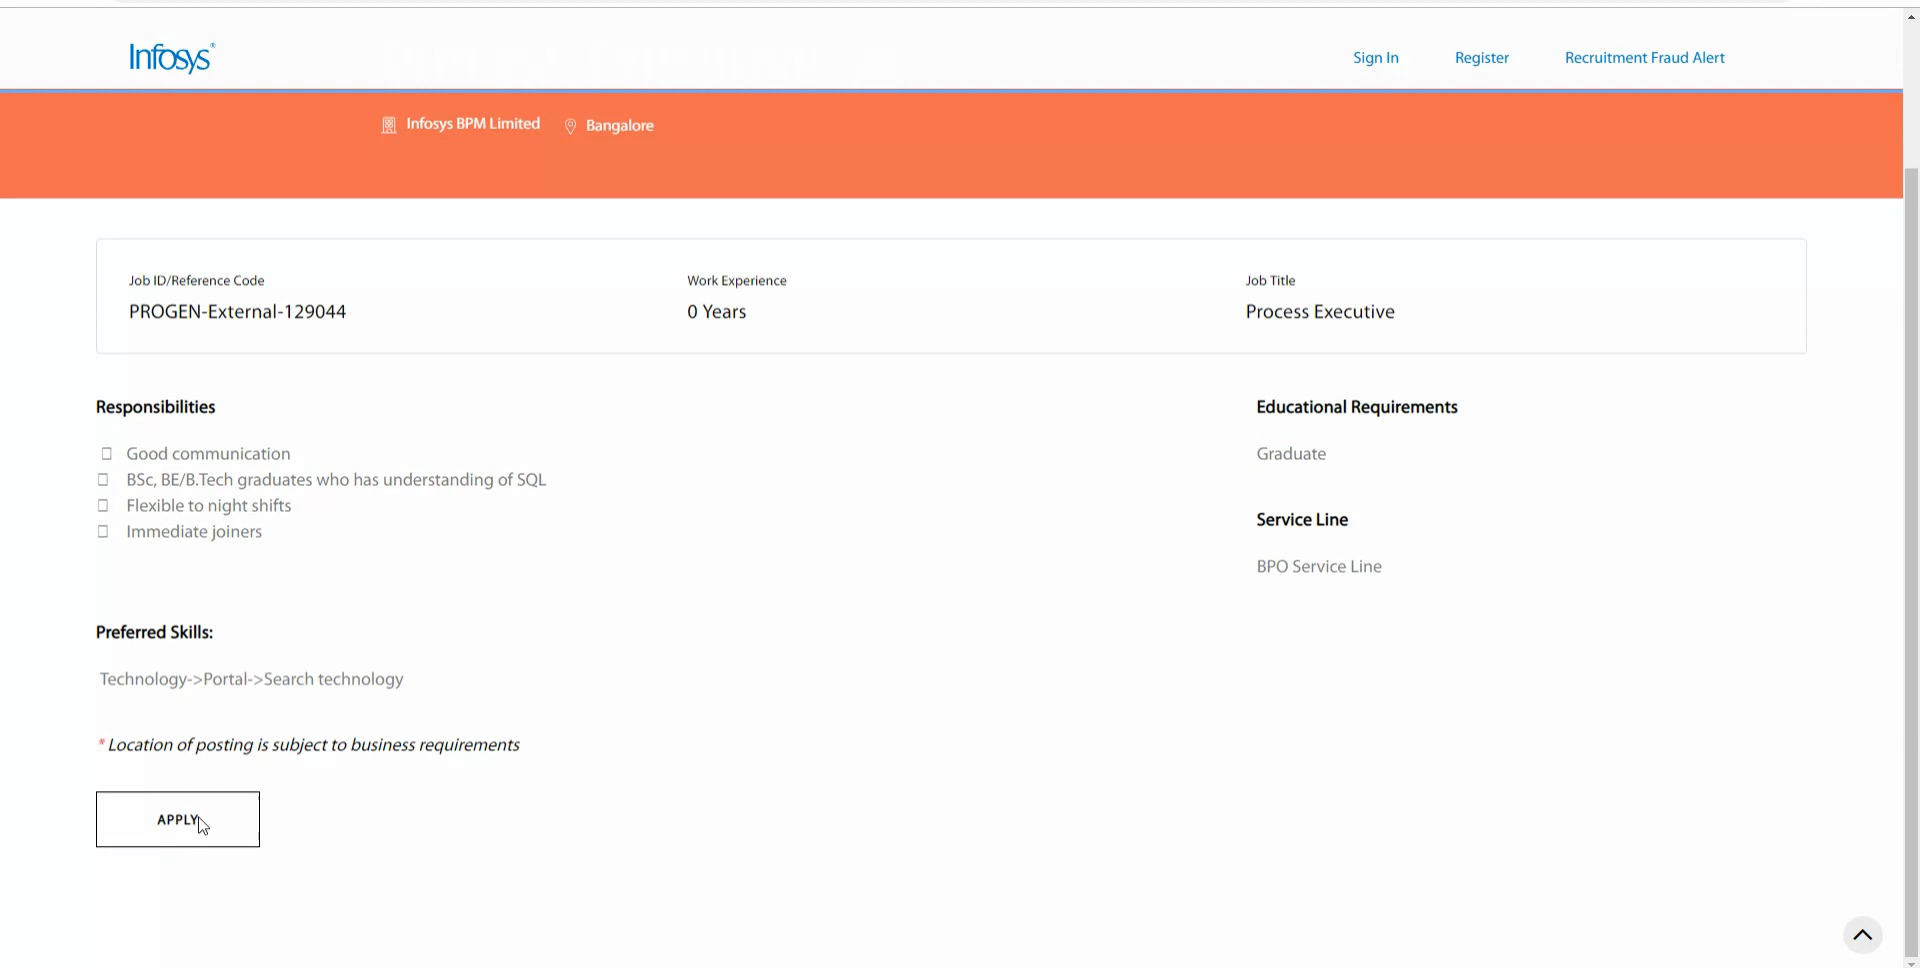 Infosys®
Sign In
Register
Recruitment Fraud Alert
Infosys BPM Limited
Bangalore
Job ID/Reference Code
PROGEN-External-129044
Work Experience
0 Years
Job Title
Process Executive
Responsibilities
Good communication
BSc, BE/B.Tech graduates who has understanding of SQL
Flexible to night shifts
Immediate joiners
Educational Requirements
Graduate
Service Line
BPO Service Line
Preferred Skills:
Technology->Portal->Search technology
* Location of posting is subject to business requirements
APPLY